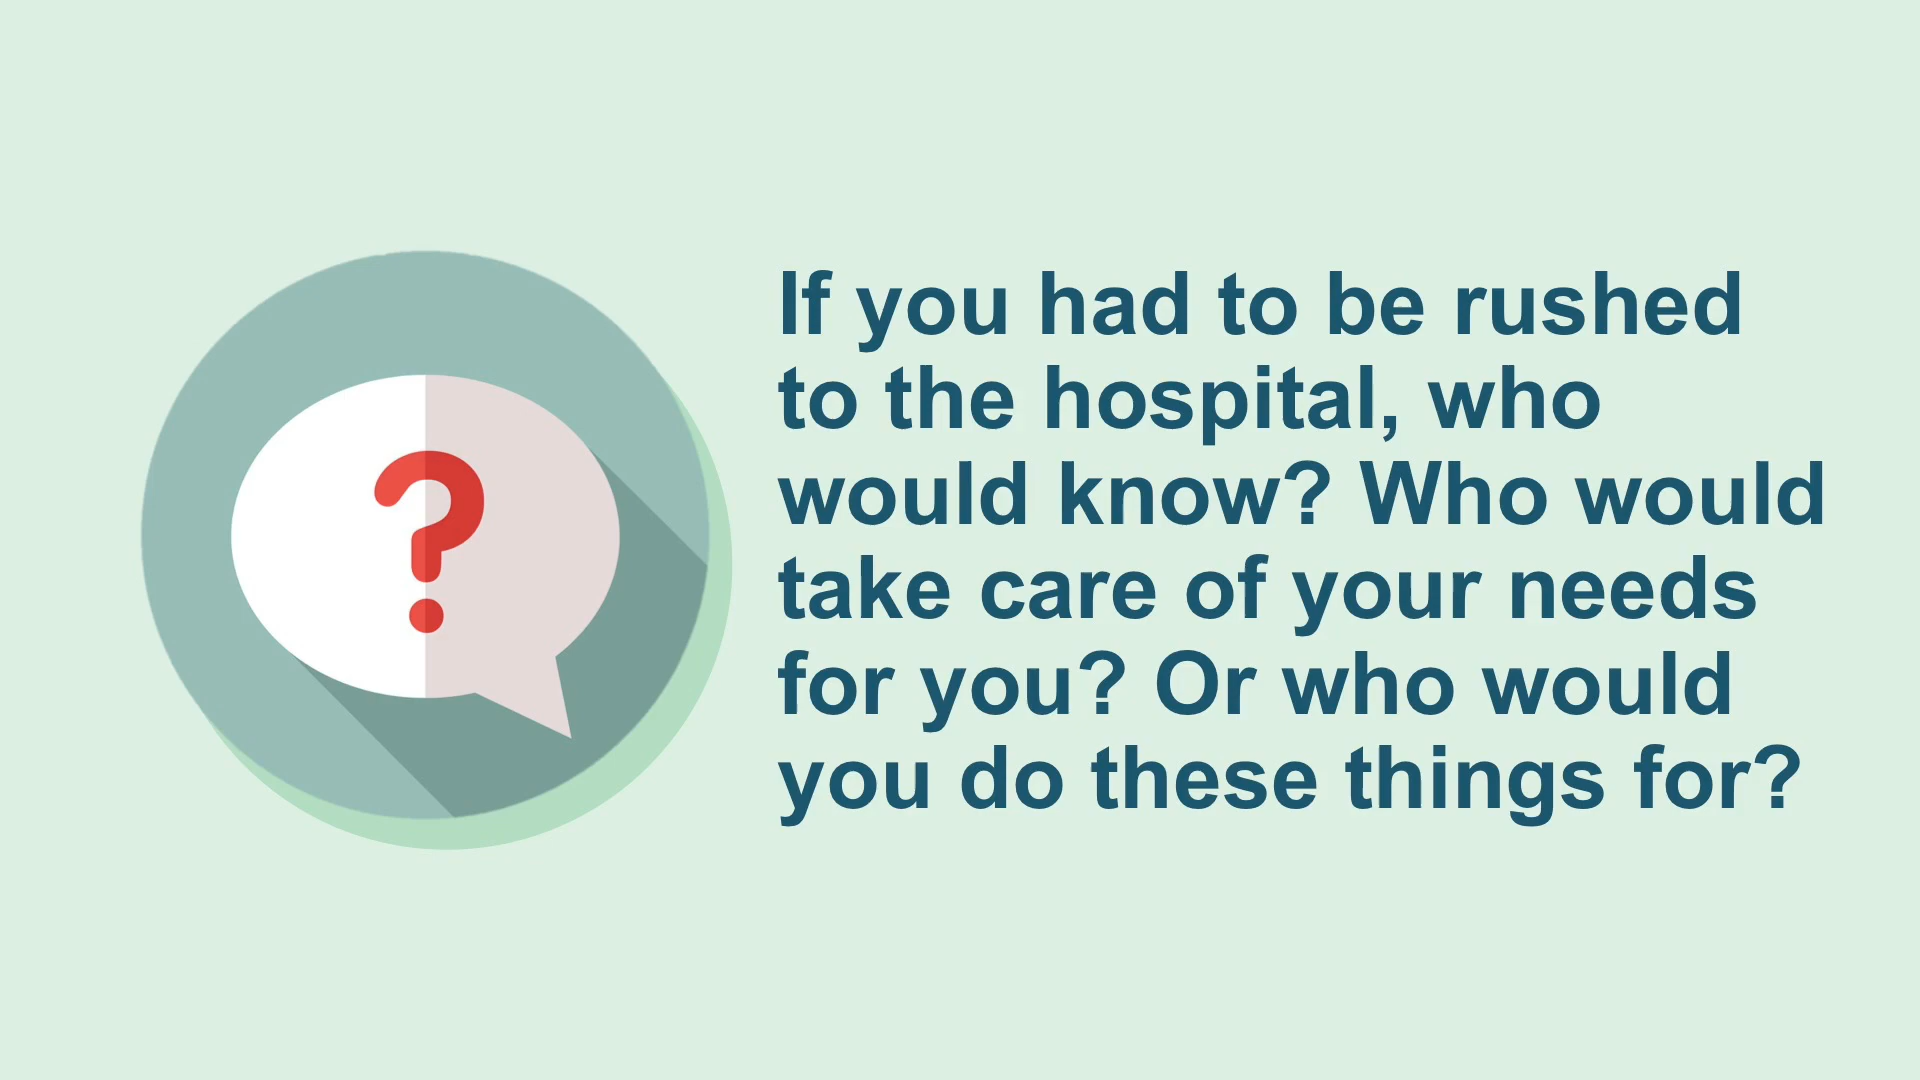 If you had to be rushed
to the hospital, who
would know? Who would
take care of your needs
for you? Or who would
you do these things for?